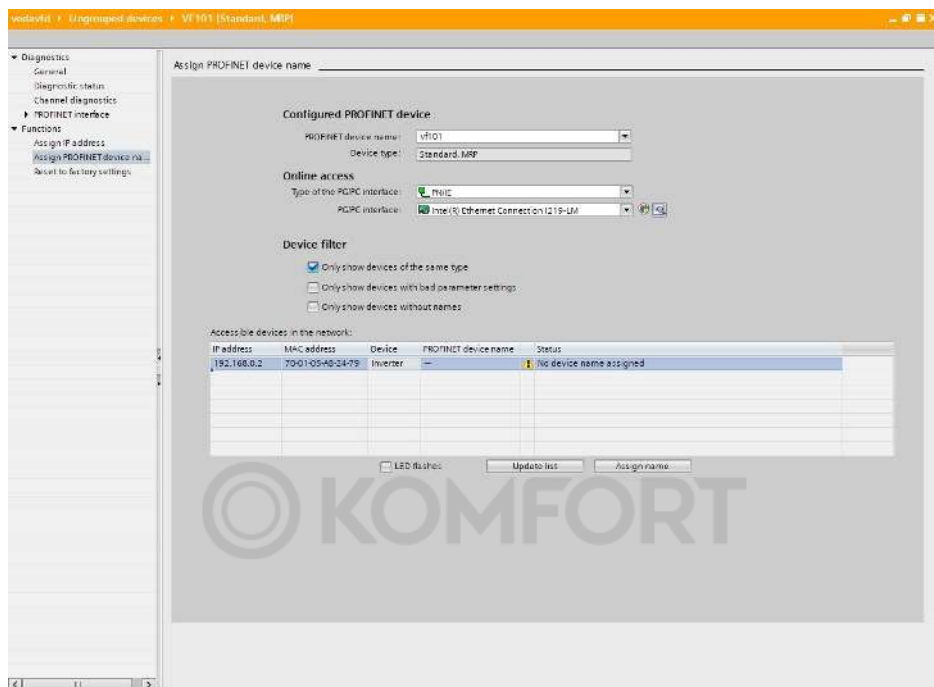 vedavfd ▸ Ungrouped devices ▸ VF101 [Standard, MRP]
Diagnostics
General
Diagnostic status
Channel diagnostics
PROFINET interface
Functions
Assign IP address
Assign PROFINET device na...
Reset to factory settings
Assign PROFINET device name
Configured PROFINET device
PROFINET device name: vf101
Device type: Standard, MRP
Online access
Type of the PG/PC interface: PN/IE
PG/PC interface: Intel(R) Ethernet Connection I219-LM
Device filter
Only show devices of the same type
Only show devices with bad parameter settings
Only show devices without names
Accessible devices in the network:
IP address MAC address Device PROFINET device name Status
192.168.0.2 70-01-05-A8-24-79 Inverter — No device name assigned
LED flashes Update list Assign name
KOMFORT